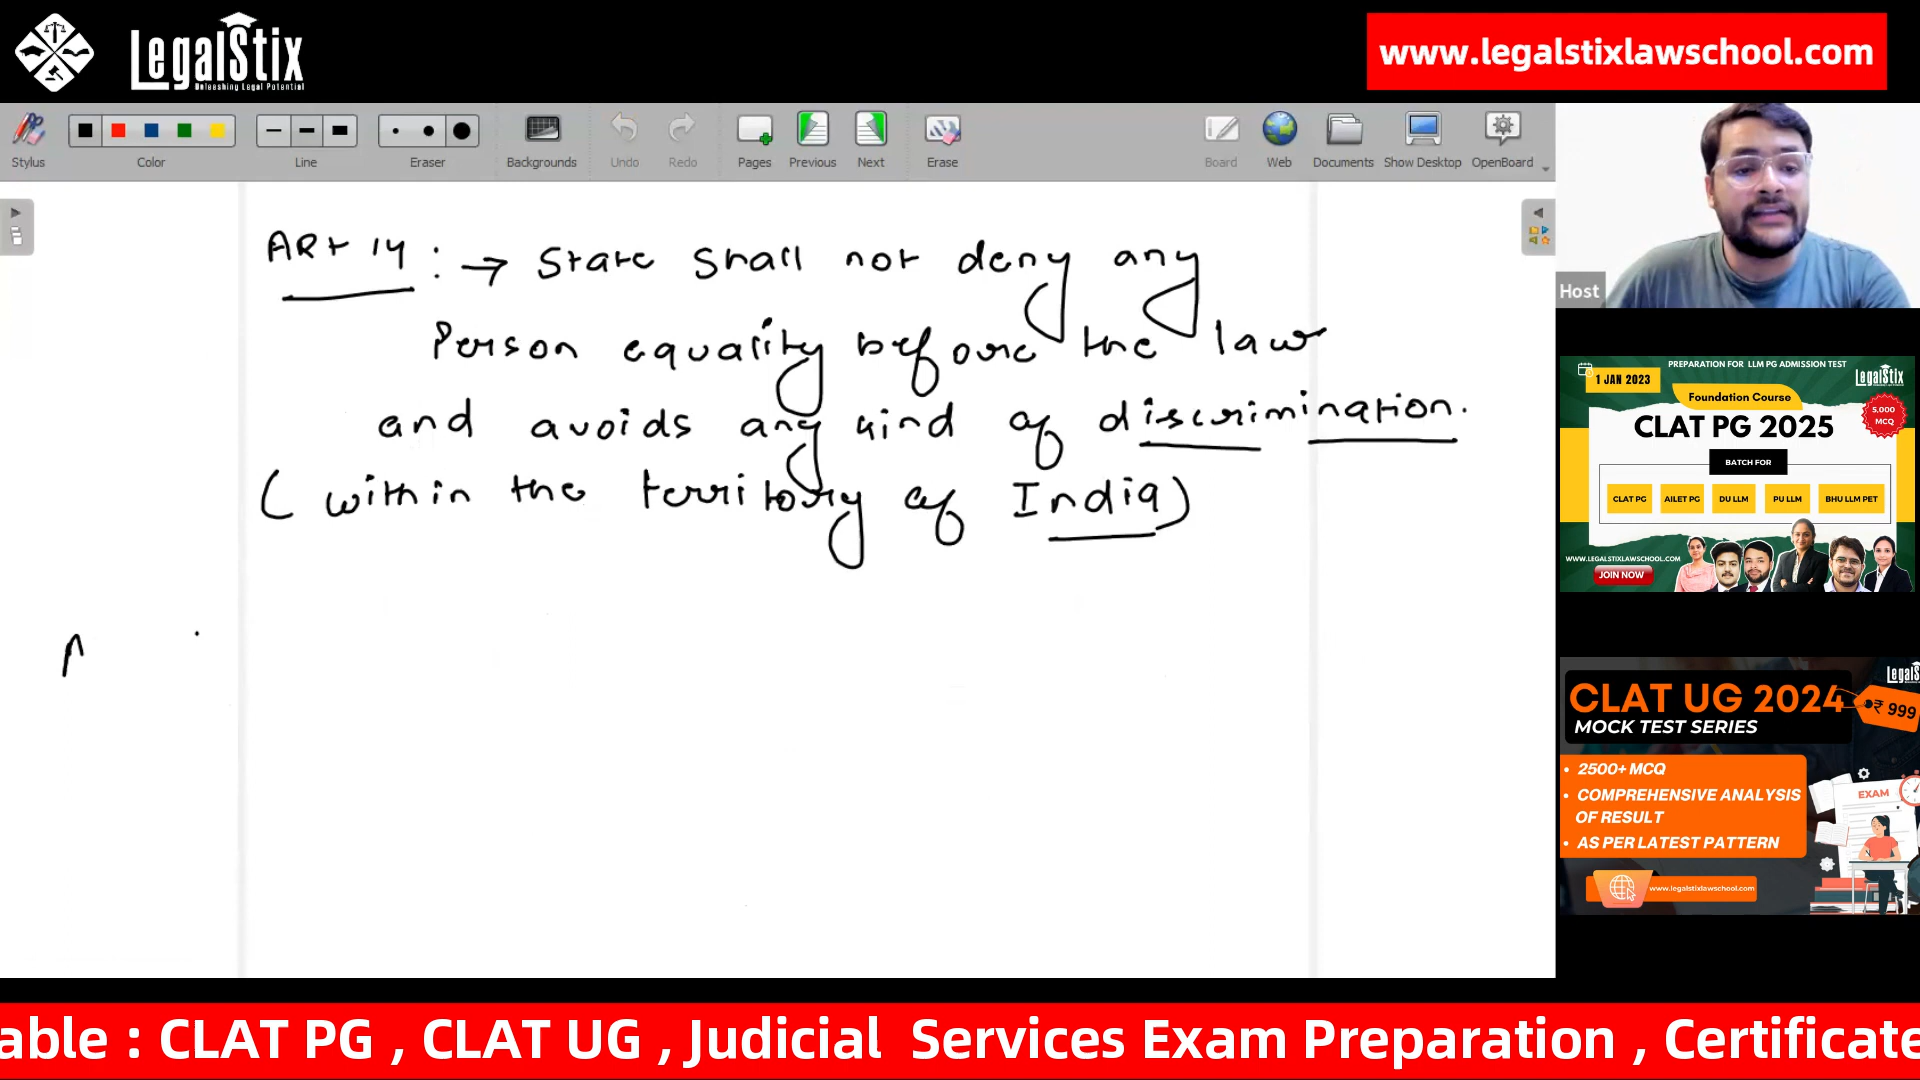 LegalStix
Unleashing Legal Potential
www.legalstixlawschool.com
Stylus
Color
Line
Eraser
Backgrounds
Undo
Redo
Pages
Previous
Next
Erase
Board
Web
Documents
Show Desktop
OpenBoard
ARt 14 : → State shall not deny any
Person equality before the law
and avoids any kind of discrimination.
( within the territory of India )
Host
PREPARATION FOR LLM PG ADMISSION TEST
LegalStix
1 JAN 2023
Foundation Course
5,000
MCQ
CLAT PG 2025
BATCH FOR
CLAT PG
AILET PG
DU LLM
PU LLM
BHU LLM PET
WWW.LEGALSTIXLAWSCHOOL.COM
JOIN NOW
LegalS
CLAT UG 2024
₹ 999
MOCK TEST SERIES
• 2500+ MCQ
• COMPREHENSIVE ANALYSIS
OF RESULT
• AS PER LATEST PATTERN
EXAM
www.legalstixlawschool.com
able : CLAT PG , CLAT UG , Judicial Services Exam Preparation , Certificate